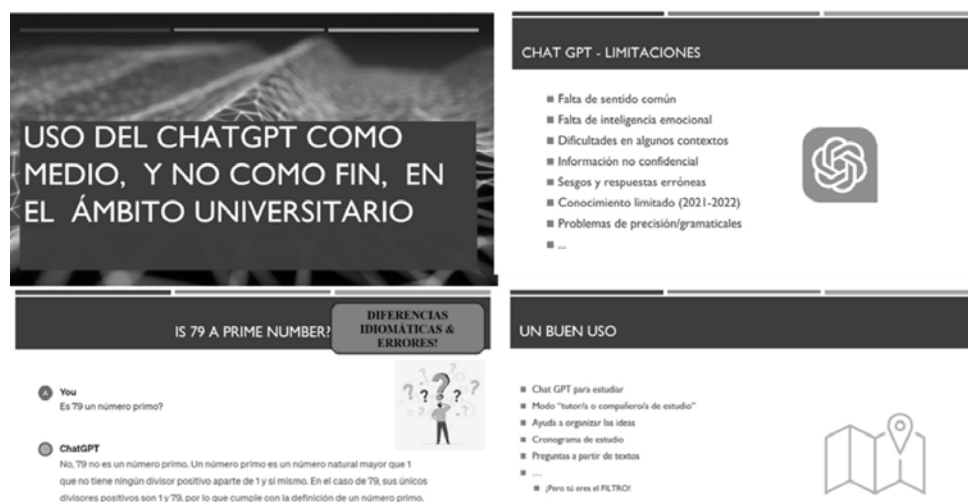 USO DEL CHATGPT COMO
MEDIO, Y NO COMO FIN, EN
EL ÁMBITO UNIVERSITARIO
CHAT GPT - LIMITACIONES
Falta de sentido común
Falta de inteligencia emocional
Dificultades en algunos contextos
Información no confidencial
Sesgos y respuestas erróneas
Conocimiento limitado (2021-2022)
Problemas de precisión/gramaticales
...
IS 79 A PRIME NUMBER?
DIFERENCIAS
IDIOMÁTICAS &
ERRORES!
You
Es 79 un número primo?
ChatGPT
No, 79 no es un número primo. Un número primo es un número natural mayor que 1
que no tiene ningún divisor positivo aparte de 1 y sí mismo. En el caso de 79, sus únicos
divisores positivos son 1 y 79, por lo que cumple con la definición de un número primo.
UN BUEN USO
Chat GPT para estudiar
Modo "tutor/a o compañero/a de estudio"
Ayuda a organizar las ideas
Cronograma de estudio
Preguntas a partir de textos
...
¡Pero tú eres el FILTRO!